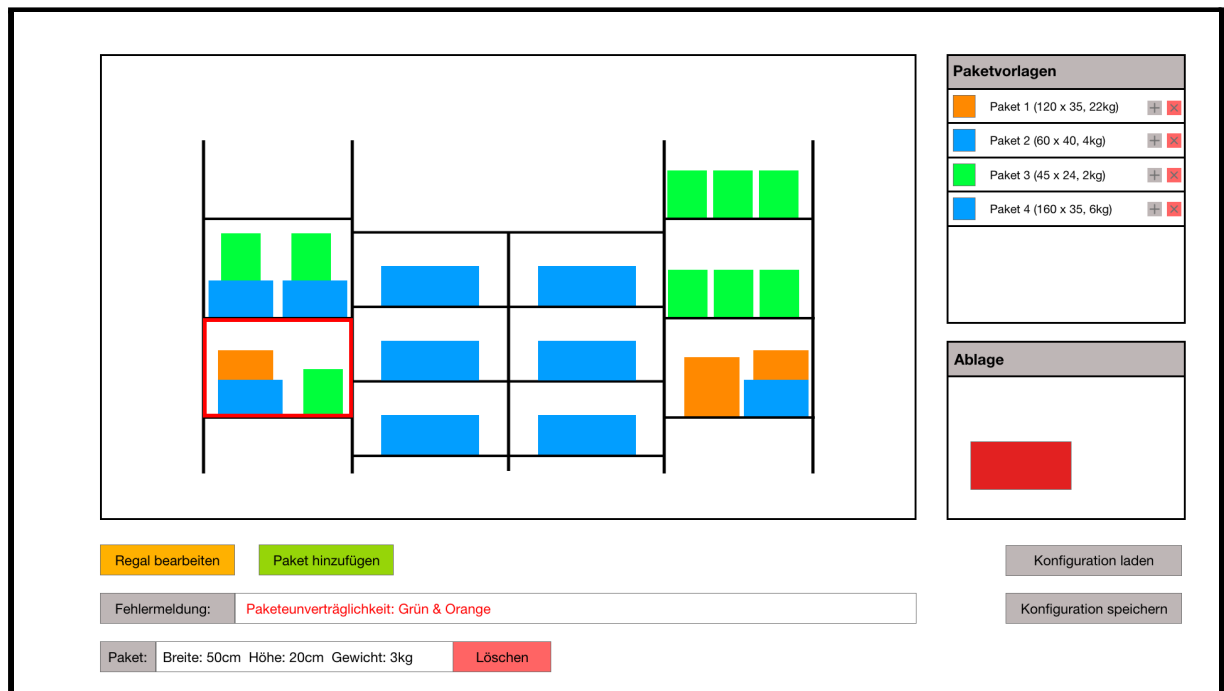 Paketvorlagen
Paket 1 (120 x 35, 22kg)
Paket 2 (60 x 40, 4kg)
Paket 3 (45 x 24, 2kg)
Paket 4 (160 x 35, 6kg)
Ablage
Regal bearbeiten
Paket hinzufügen
Konfiguration laden
Fehlermeldung:
Paketeunverträglichkeit: Grün & Orange
Konfiguration speichern
Paket:
Breite: 50cm Höhe: 20cm Gewicht: 3kg
Löschen